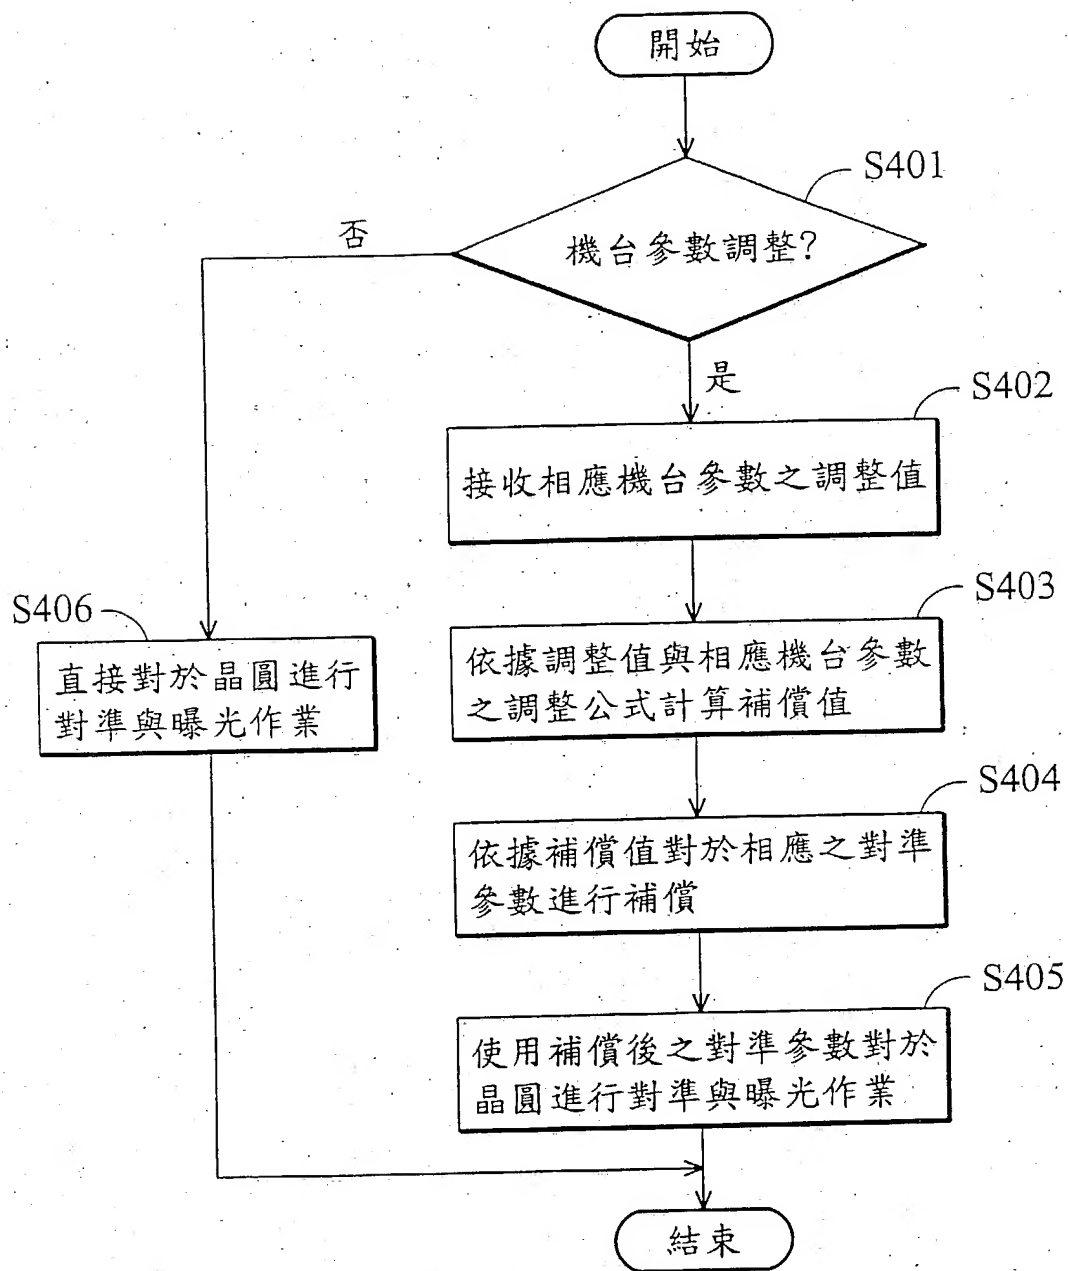 開始
S401
機台參數調整?
否
是
S402
接收相應機台參數之調整值
S403
依據調整值與相應機台參數
之調整公式計算補償值
S406
直接對於晶圓進行
對準與曝光作業
S404
依據補償值對於相應之對準
參數進行補償
S405
使用補償後之對準參數對於
晶圓進行對準與曝光作業
結束